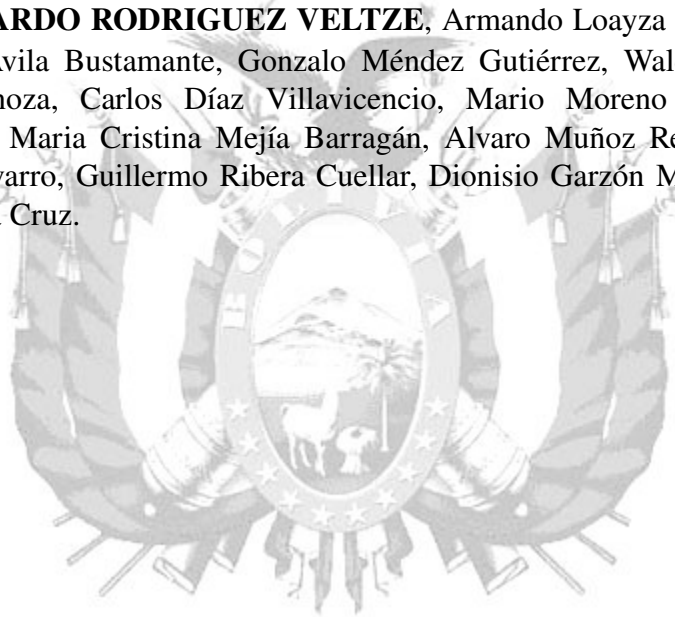 ARDO RODRIGUEZ VELTZE, Armando Loayza
Avila Bustamante, Gonzalo Méndez Gutiérrez, Wal
noza, Carlos Díaz Villavicencio, Mario Moreno
Maria Cristina Mejía Barragán, Alvaro Muñoz Re
varro, Guillermo Ribera Cuellar, Dionisio Garzón M
Cruz.